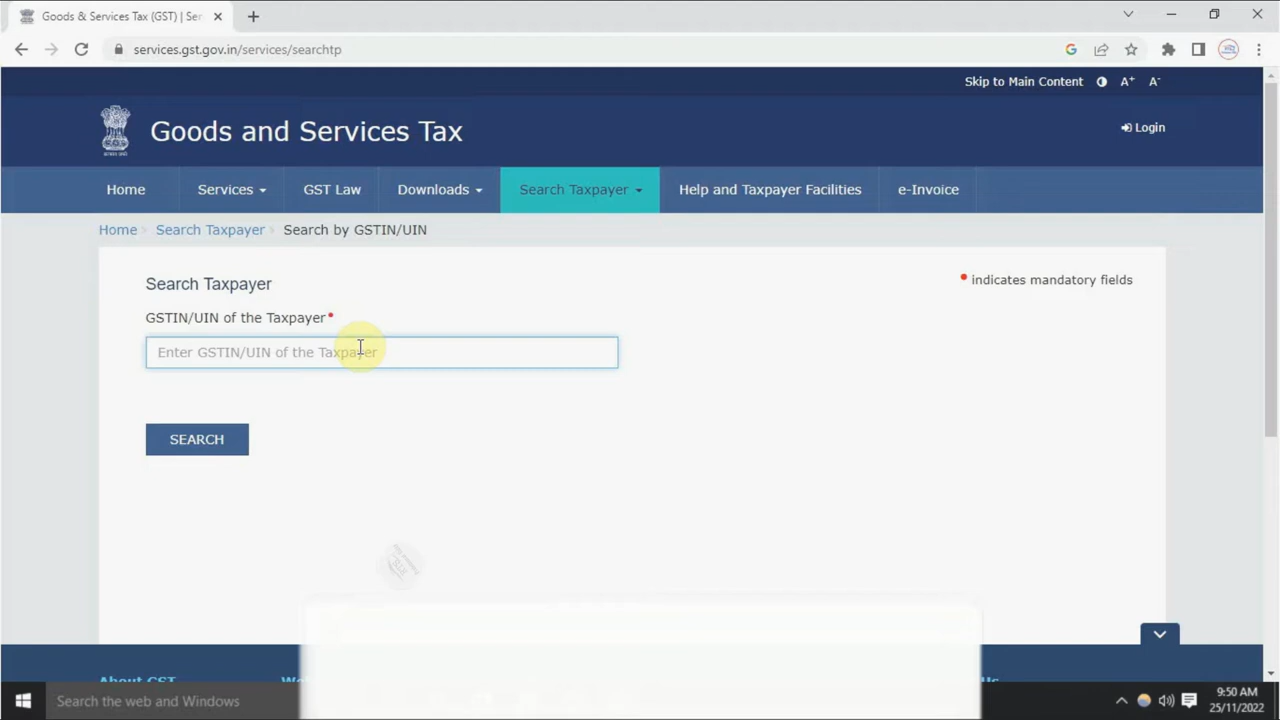 Goods & Services Tax (GST) | Ser
services.gst.gov.in/services/searchtp
Skip to Main Content A+ A-
Goods and Services Tax
Login
Home Services GST Law Downloads Search Taxpayer Help and Taxpayer Facilities e-Invoice
Home > Search Taxpayer > Search by GSTIN/UIN
Search Taxpayer
• indicates mandatory fields
GSTIN/UIN of the Taxpayer•
Enter GSTIN/UIN of the Taxpayer
SEARCH
About GST
Search the web and Windows
9:50 AM
25/11/2022